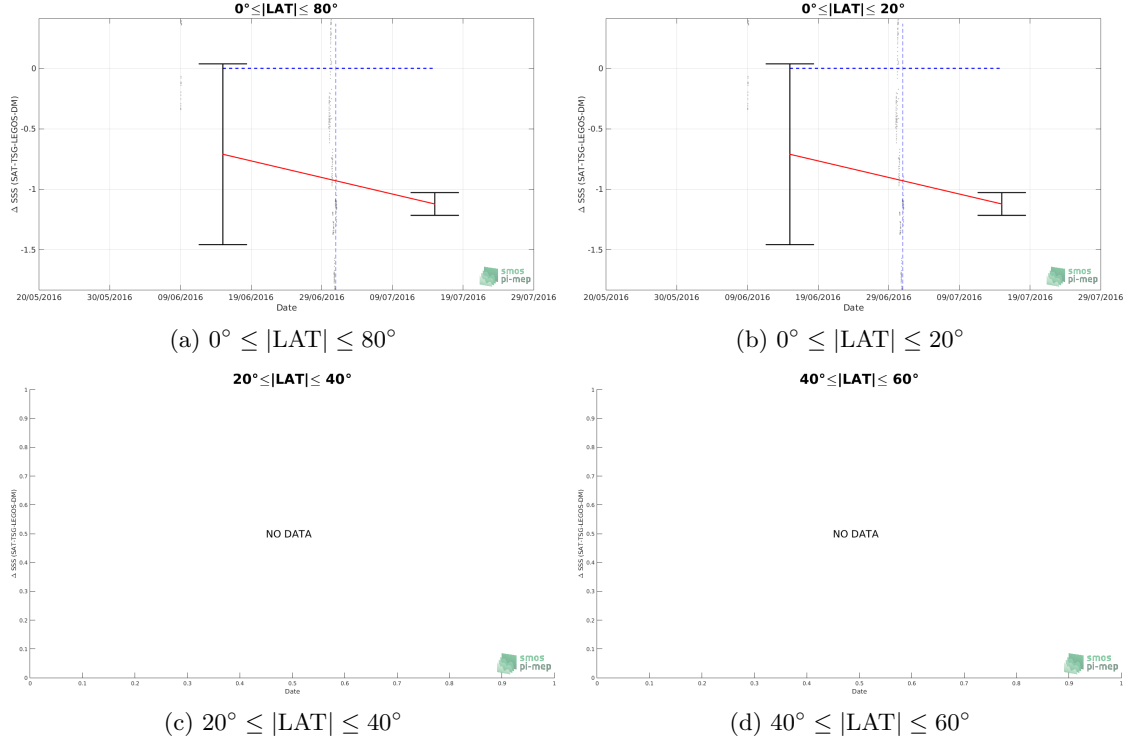 0°≤|LAT|≤ 80°
0
-0.5
-1
-1.5
Δ SSS (SAT-TSG-LEGOS-DM)
20/05/2016 30/05/2016 09/06/2016 19/06/2016 29/06/2016 09/07/2016 19/07/2016 29/07/2016
Date
smos
pi-mep
(a) 0° ≤ |LAT| ≤ 80°
0°≤|LAT|≤ 20°
0
-0.5
-1
-1.5
Δ SSS (SAT-TSG-LEGOS-DM)
20/05/2016 30/05/2016 09/06/2016 19/06/2016 29/06/2016 09/07/2016 19/07/2016 29/07/2016
Date
smos
pi-mep
(b) 0° ≤ |LAT| ≤ 20°
20°≤|LAT|≤ 40°
1
0.9
0.8
0.7
0.6
0.5
0.4
0.3
0.2
0.1
0
Δ SSS (SAT-TSG-LEGOS-DM)
NO DATA
0 0.1 0.2 0.3 0.4 0.5 0.6 0.7 0.8 0.9 1
Date
smos
pi-mep
(c) 20° ≤ |LAT| ≤ 40°
40°≤|LAT|≤ 60°
1
0.9
0.8
0.7
0.6
0.5
0.4
0.3
0.2
0.1
0
Δ SSS (SAT-TSG-LEGOS-DM)
NO DATA
0 0.1 0.2 0.3 0.4 0.5 0.6 0.7 0.8 0.9 1
Date
smos
pi-mep
(d) 40° ≤ |LAT| ≤ 60°